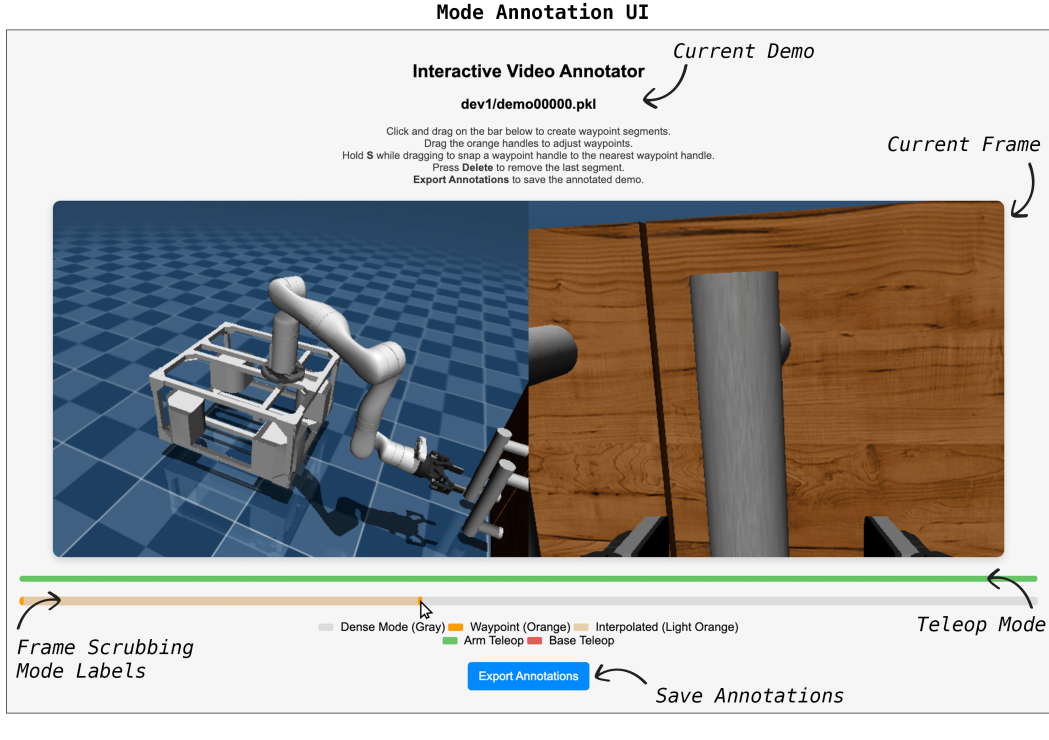 Mode Annotation UI
Current Demo
Interactive Video Annotator
dev1/demo00000.pkl
Click and drag on the bar below to create waypoint segments.
Drag the orange handles to adjust waypoints.
Hold S while dragging to snap a waypoint handle to the nearest waypoint handle.
Press Delete to remove the last segment.
Export Annotations to save the annotated demo.
Current Frame
Dense Mode (Gray) Waypoint (Orange) Interpolated (Light Orange)
Arm Teleop Base Teleop
Teleop Mode
Frame Scrubbing
Mode Labels
Export Annotations
Save Annotations